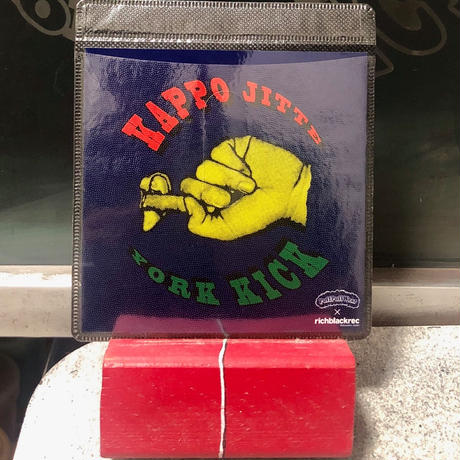 KAPPO JITTE
YORK KICK
×
richblackrec